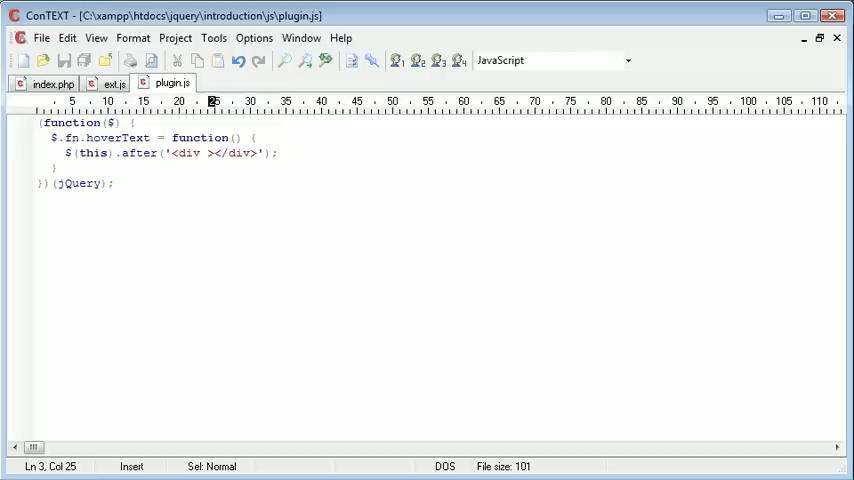 ConTEXT - [C:\xampp\htdocs\jquery\introduction\js\plugin.js]
File Edit View Format Project Tools Options Window Help
JavaScript
index.php ext.js plugin.js
5 10 15 20 25 30 35 40 45 50 55 60 65 70 75 80 85 90 95 100 105 110
(function($) {
$.fn.hoverText = function() {
$(this).after('<div ></div>');
}
})(jQuery);
Ln 3, Col 25 Insert Sel: Normal DOS File size: 101